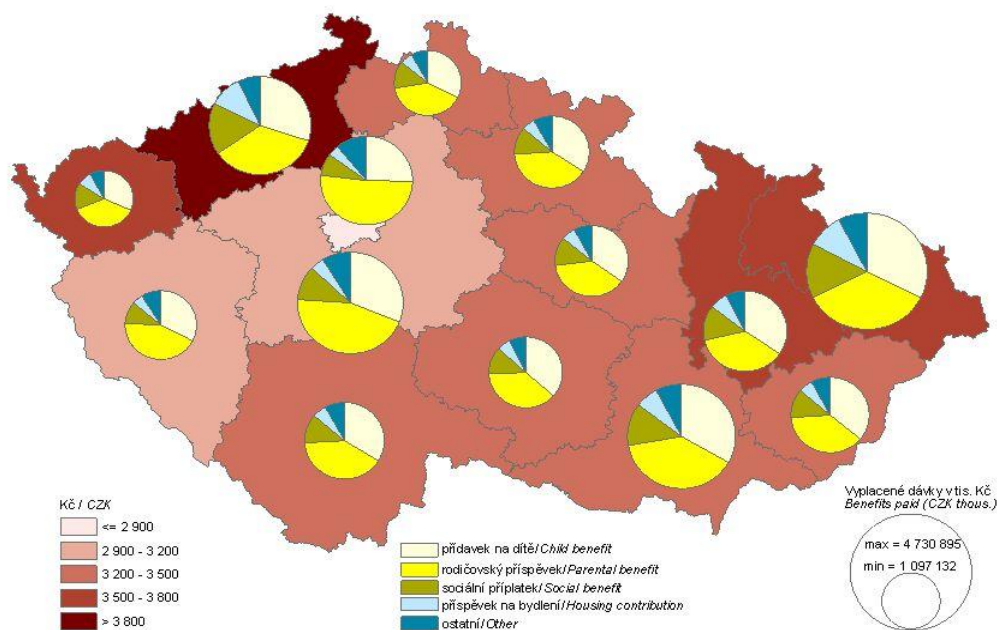 Kč / CZK
<= 2 900
2 900 - 3 200
3 200 - 3 500
3 500 - 3 800
> 3 800
přídavek na dítě/Child benefit
rodičovský příspěvek/Parental benefit
sociální příplatek/Social benefit
příspěvek na bydlení/Housing contribution
ostatní/Other
Vyplacené dávky v tis. Kč
Benefits paid (CZK thous.)
max = 4 730 895
min = 1 097 132